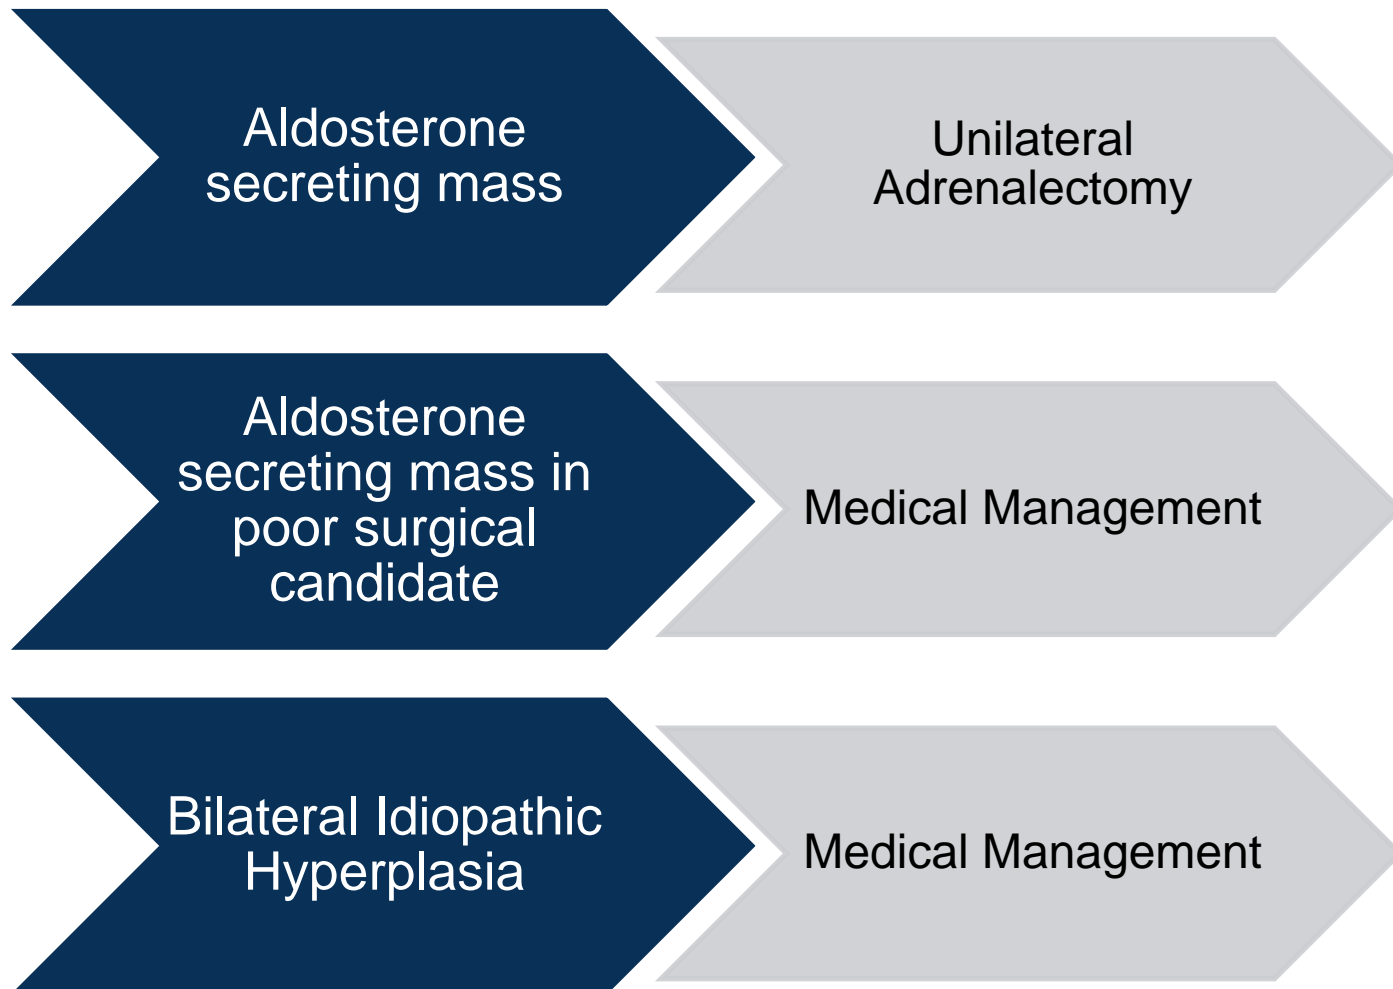 Aldosterone
secreting mass
Unilateral
Adrenalectomy
Aldosterone
secreting mass in
poor surgical
candidate
Medical Management
Bilateral Idiopathic
Hyperplasia
Medical Management